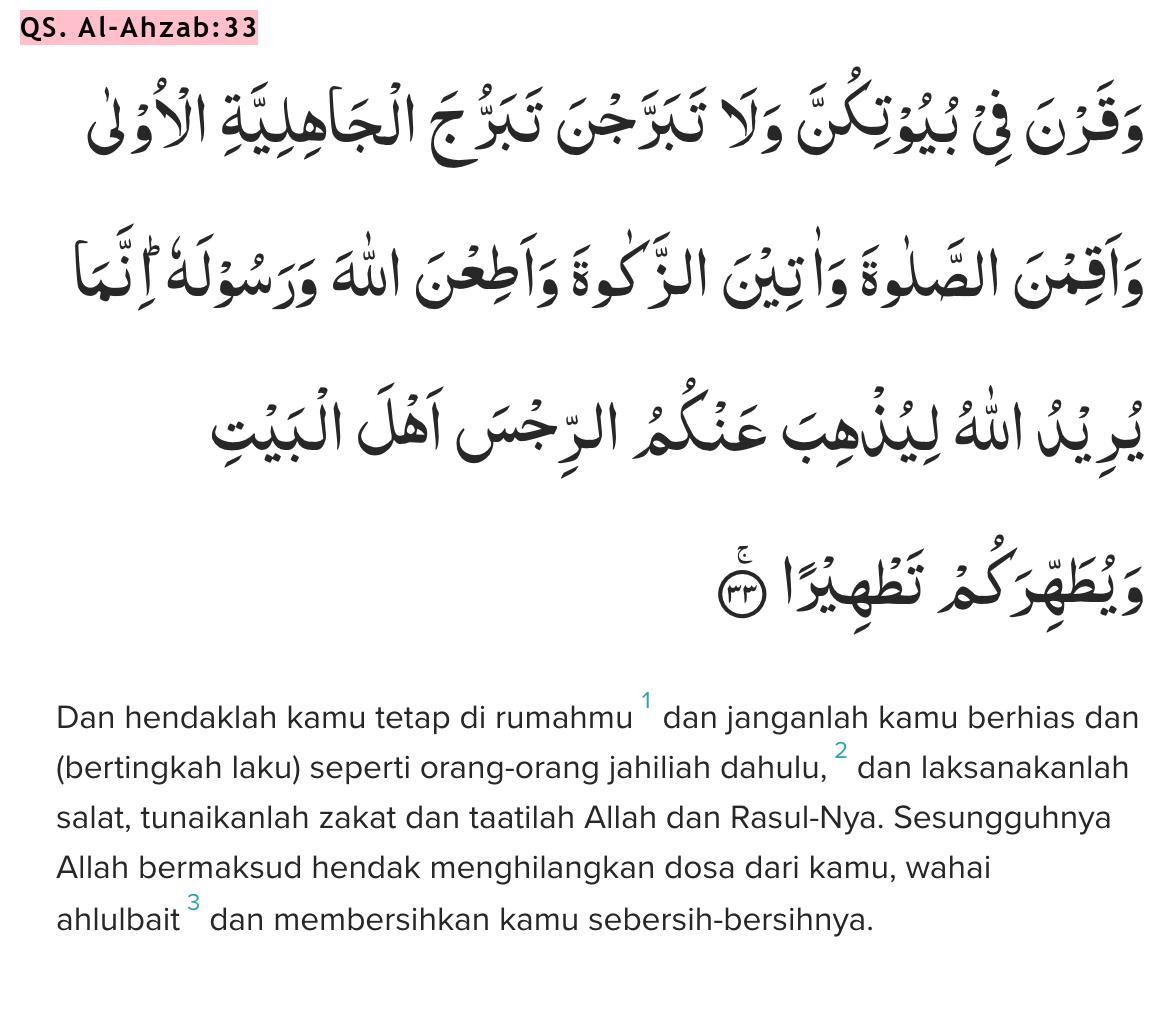 QS. Al-Ahzab:33
وَقَرْنَ فِيْ بُيُوْتِكُنَّ وَلَا تَبَرَّجْنَ تَبَرُّجَ الْجَاهِلِيَّةِ الْاُوْلٰى
وَاَقِمْنَ الصَّلٰوةَ وَاٰتِيْنَ الزَّكٰوةَ وَاَطِعْنَ اللّٰهَ وَرَسُوْلَهٗ ۗاِنَّمَا
يُرِيْدُ اللّٰهُ لِيُذْهِبَ عَنْكُمُ الرِّجْسَ اَهْلَ الْبَيْتِ
وَيُطَهِّرَكُمْ تَطْهِيْرًا ۚ ٣٣
Dan hendaklah kamu tetap di rumahmu 1 dan janganlah kamu berhias dan
(bertingkah laku) seperti orang-orang jahiliah dahulu, 2 dan laksanakanlah
salat, tunaikanlah zakat dan taatilah Allah dan Rasul-Nya. Sesungguhnya
Allah bermaksud hendak menghilangkan dosa dari kamu, wahai
ahlulbait 3 dan membersihkan kamu sebersih-bersihnya.